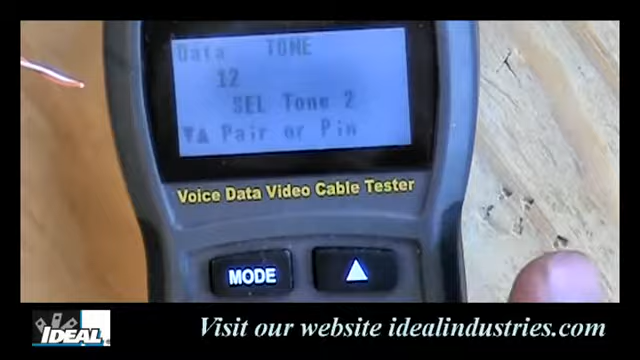 Data TONE
12
SEL Tone 2
▼▲ Pair or Pin
Voice Data Video Cable Tester
MODE
IDEAL
Visit our website idealindustries.com